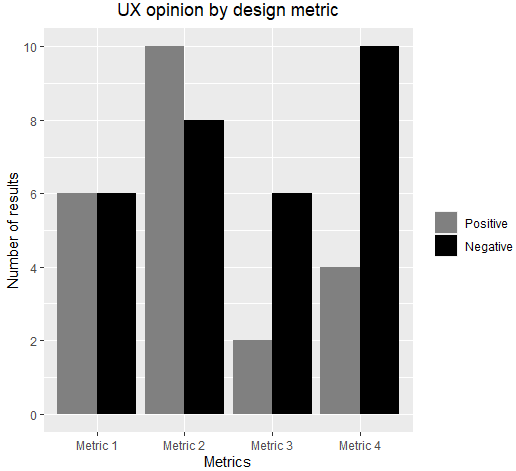 UX opinion by design metric
Number of results
10
8
6
4
2
0
Metric 1 Metric 2 Metric 3 Metric 4
Metrics
Positive
Negative